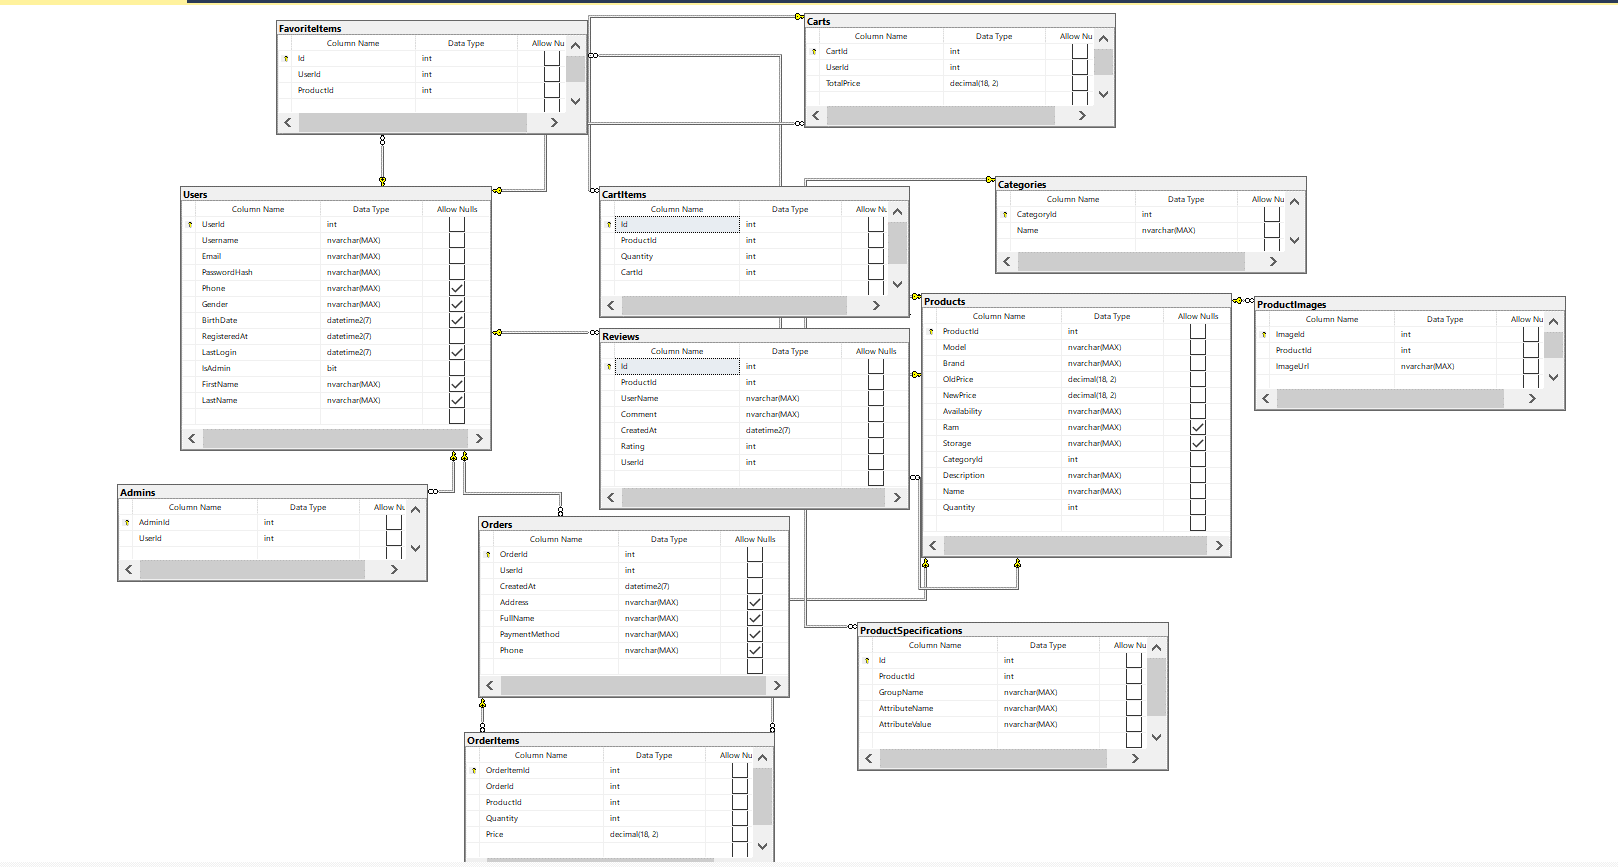 FavoriteItems
Column Name Data Type Allow Nu
Id int
UserId int
ProductId int
Carts
Column Name Data Type Allow Nu
CartId int
UserId int
TotalPrice decimal(18, 2)
Users
Column Name Data Type Allow Nulls
UserId int
Username nvarchar(MAX)
Email nvarchar(MAX)
PasswordHash nvarchar(MAX)
Phone nvarchar(MAX)
Gender nvarchar(MAX)
BirthDate datetime2(7)
RegisteredAt datetime2(7)
LastLogin datetime2(7)
IsAdmin bit
FirstName nvarchar(MAX)
LastName nvarchar(MAX)
CartItems
Column Name Data Type Allow Nu
Id int
ProductId int
Quantity int
CartId int
Categories
Column Name Data Type Allow Nu
CategoryId int
Name nvarchar(MAX)
Reviews
Column Name Data Type Allow Nulls
Id int
ProductId int
UserName nvarchar(MAX)
Comment nvarchar(MAX)
CreatedAt datetime2(7)
Rating int
UserId int
Products
Column Name Data Type Allow Nulls
ProductId int
Model nvarchar(MAX)
Brand nvarchar(MAX)
OldPrice decimal(18, 2)
NewPrice decimal(18, 2)
Availability nvarchar(MAX)
Ram nvarchar(MAX)
Storage nvarchar(MAX)
CategoryId int
Description nvarchar(MAX)
Name nvarchar(MAX)
Quantity int
ProductImages
Column Name Data Type Allow Nu
ImageId int
ProductId int
ImageUrl nvarchar(MAX)
Admins
Column Name Data Type Allow Nu
AdminId int
UserId int
Orders
Column Name Data Type Allow Nulls
OrderId int
UserId int
CreatedAt datetime2(7)
Address nvarchar(MAX)
FullName nvarchar(MAX)
PaymentMethod nvarchar(MAX)
Phone nvarchar(MAX)
ProductSpecifications
Column Name Data Type Allow Nu
Id int
ProductId int
GroupName nvarchar(MAX)
AttributeName nvarchar(MAX)
AttributeValue nvarchar(MAX)
OrderItems
Column Name Data Type Allow Nu
OrderItemId int
OrderId int
ProductId int
Quantity int
Price decimal(18, 2)